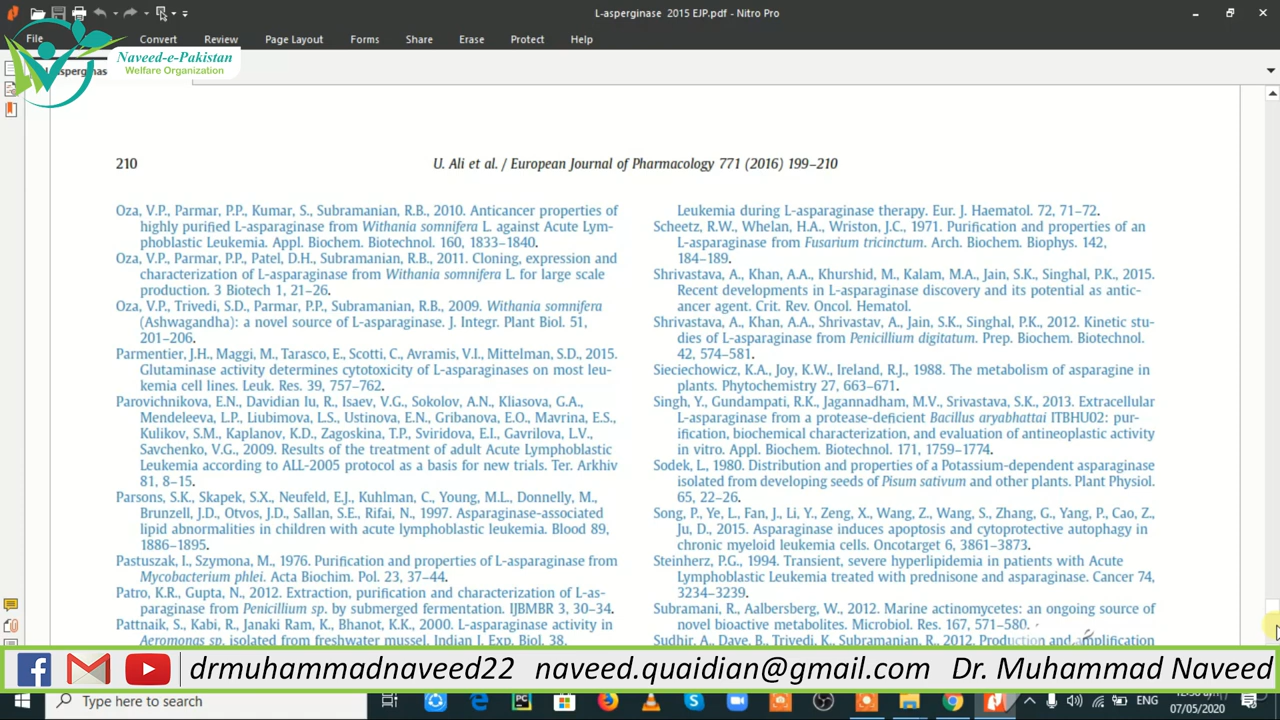 L-asperginase 2015 EJP.pdf - Nitro Pro
File
Convert
Review
Page Layout
Forms
Share
Erase
Protect
Help
Naveed-e-Pakistan
Welfare Organization
210
U. Ali et al. / European Journal of Pharmacology 771 (2016) 199–210
Oza, V.P., Parmar, P.P., Kumar, S., Subramanian, R.B., 2010. Anticancer properties of
highly purified L-asparaginase from Withania somnifera L. against Acute Lym-
phoblastic Leukemia. Appl. Biochem. Biotechnol. 160, 1833–1840.
Oza, V.P., Parmar, P.P., Patel, D.H., Subramanian, R.B., 2011. Cloning, expression and
characterization of L-asparaginase from Withania somnifera L. for large scale
production. 3 Biotech 1, 21–26.
Oza, V.P., Trivedi, S.D., Parmar, P.P., Subramanian, R.B., 2009. Withania somnifera
(Ashwagandha): a novel source of L-asparaginase. J. Integr. Plant Biol. 51,
201–206.
Parmentier, J.H., Maggi, M., Tarasco, E., Scotti, C., Avramis, V.I., Mittelman, S.D., 2015.
Glutaminase activity determines cytotoxicity of L-asparaginases on most leu-
kemia cell lines. Leuk. Res. 39, 757–762.
Parovichnikova, E.N., Davidian Iu, R., Isaev, V.G., Sokolov, A.N., Kliasova, G.A.,
Mendeleeva, L.P., Liubimova, L.S., Ustinova, E.N., Gribanova, E.O., Mavrina, E.S.,
Kulikov, S.M., Kaplanov, K.D., Zagoskina, T.P., Sviridova, E.I., Gavrilova, L.V.,
Savchenko, V.G., 2009. Results of the treatment of adult Acute Lymphoblastic
Leukemia according to ALL-2005 protocol as a basis for new trials. Ter. Arkhiv
81, 8–15.
Parsons, S.K., Skapek, S.X., Neufeld, E.J., Kuhlman, C., Young, M.L., Donnelly, M.,
Brunzell, J.D., Otvos, J.D., Sallan, S.E., Rifai, N., 1997. Asparaginase-associated
lipid abnormalities in children with acute lymphoblastic leukemia. Blood 89,
1886–1895.
Pastuszak, I., Szymona, M., 1976. Purification and properties of L-asparaginase from
Mycobacterium phlei. Acta Biochim. Pol. 23, 37–44.
Patro, K.R., Gupta, N., 2012. Extraction, purification and characterization of L-as-
paraginase from Penicillium sp. by submerged fermentation. IJBMBR 3, 30–34.
Pattnaik, S., Kabi, R., Janaki Ram, K., Bhanot, K.K., 2000. L-asparaginase activity in
Aeromonas sp. isolated from freshwater mussel. Indian J. Exp. Biol. 38,
Leukemia during L-asparaginase therapy. Eur. J. Haematol. 72, 71–72.
Scheetz, R.W., Whelan, H.A., Wriston, J.C., 1971. Purification and properties of an
L-asparaginase from Fusarium tricinctum. Arch. Biochem. Biophys. 142,
184–189.
Shrivastava, A., Khan, A.A., Khurshid, M., Kalam, M.A., Jain, S.K., Singhal, P.K., 2015.
Recent developments in L-asparaginase discovery and its potential as antic-
ancer agent. Crit. Rev. Oncol. Hematol.
Shrivastava, A., Khan, A.A., Shrivastav, A., Jain, S.K., Singhal, P.K., 2012. Kinetic stu-
dies of L-asparaginase from Penicillium digitatum. Prep. Biochem. Biotechnol.
42, 574–581.
Sieciechowicz, K.A., Joy, K.W., Ireland, R.J., 1988. The metabolism of asparagine in
plants. Phytochemistry 27, 663–671.
Singh, Y., Gundampati, R.K., Jagannadham, M.V., Srivastava, S.K., 2013. Extracellular
L-asparaginase from a protease-deficient Bacillus aryabhattai ITBHU02: pur-
ification, biochemical characterization, and evaluation of antineoplastic activity
in vitro. Appl. Biochem. Biotechnol. 171, 1759–1774.
Sodek, L., 1980. Distribution and properties of a Potassium-dependent asparaginase
isolated from developing seeds of Pisum sativum and other plants. Plant Physiol.
65, 22–26.
Song, P., Ye, L., Fan, J., Li, Y., Zeng, X., Wang, Z., Wang, S., Zhang, G., Yang, P., Cao, Z.,
Ju, D., 2015. Asparaginase induces apoptosis and cytoprotective autophagy in
chronic myeloid leukemia cells. Oncotarget 6, 3861–3873.
Steinherz, P.G., 1994. Transient, severe hyperlipidemia in patients with Acute
Lymphoblastic Leukemia treated with prednisone and asparaginase. Cancer 74,
3234–3239.
Subramani, R., Aalbersberg, W., 2012. Marine actinomycetes: an ongoing source of
novel bioactive metabolites. Microbiol. Res. 167, 571–580.
Sudhir, A., Dave, B., Trivedi, K., Subramanian, R., 2012. Production and amplification
drmuhammadnaveed22 naveed.quaidian@gmail.com Dr. Muhammad Naveed
Type here to search
ENG
07/05/2020